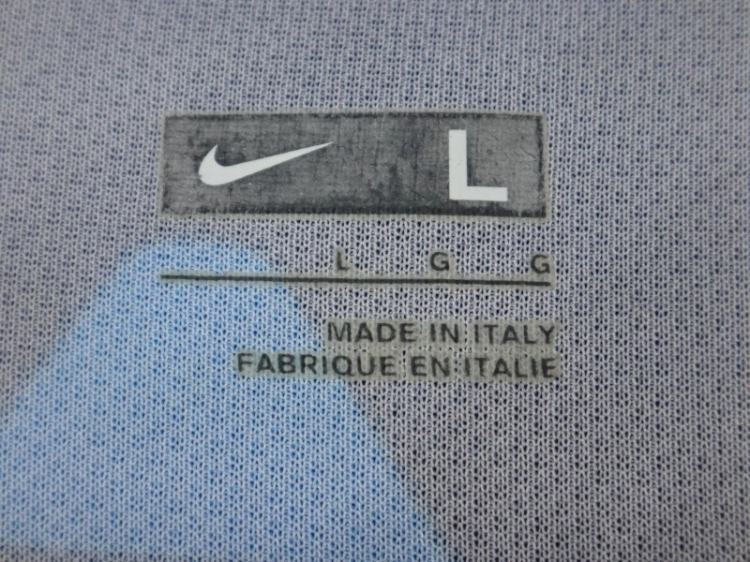 L
L G G
MADE IN ITALY
FABRIQUE EN ITALIE